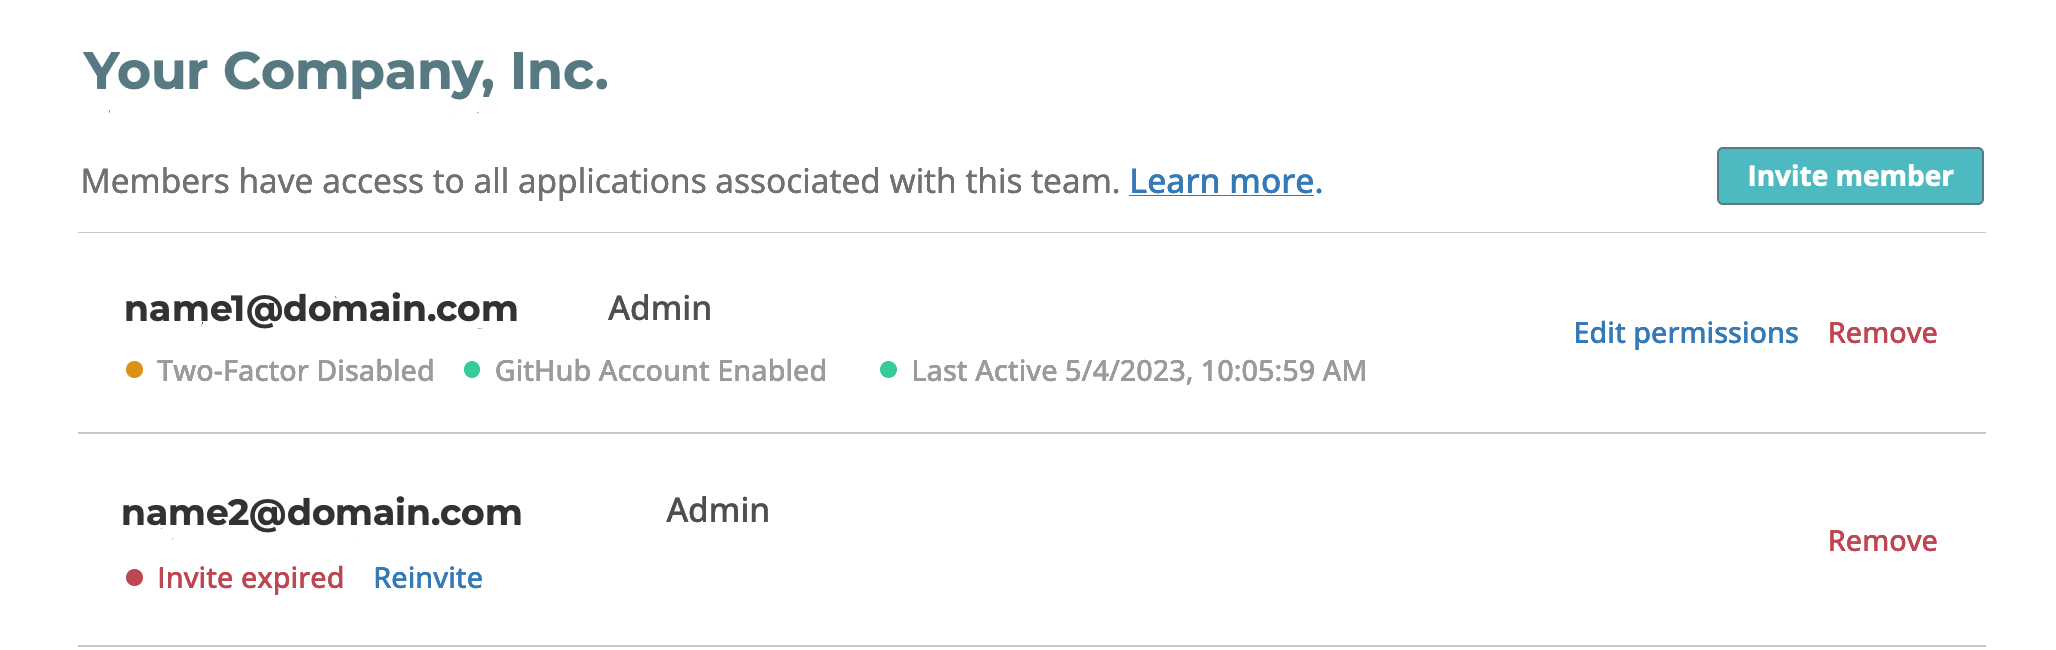 Your Company, Inc.
Members have access to all applications associated with this team. Learn more.
Invite member
name1@domain.com Admin
Edit permissions Remove
Two-Factor Disabled GitHub Account Enabled Last Active 5/4/2023, 10:05:59 AM
name2@domain.com Admin
Remove
Invite expired Reinvite